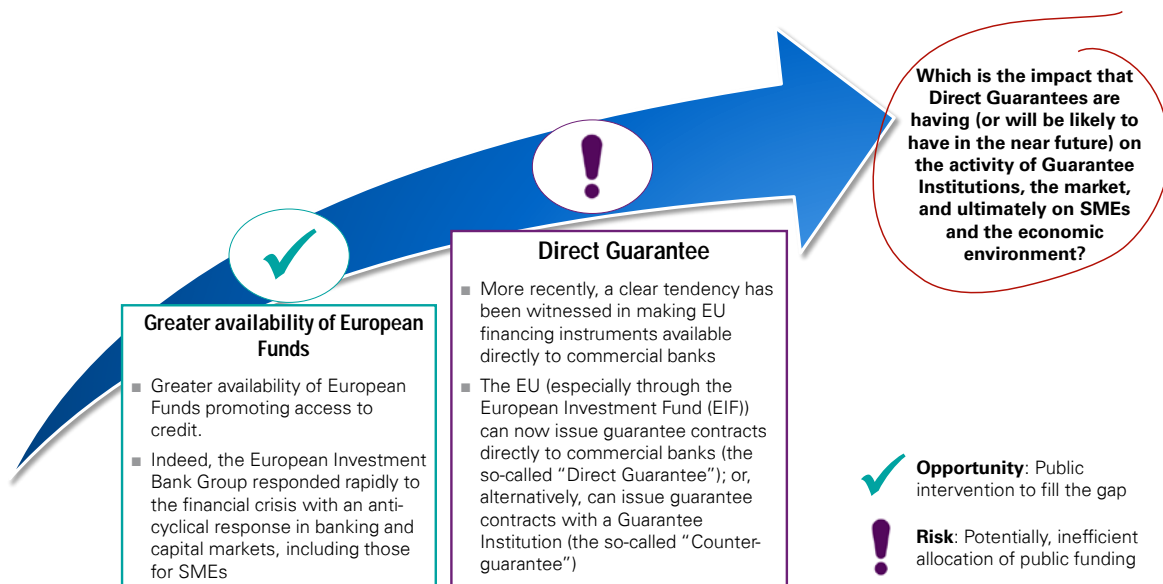 Which is the impact that
Direct Guarantees are
having (or will be likely to
have in the near future) on
the activity of Guarantee
Institutions, the market,
and ultimately on SMEs
and the economic
environment?
Greater availability of European
Funds
■ Greater availability of European
Funds promoting access to
credit.
■ Indeed, the European Investment
Bank Group responded rapidly to
the financial crisis with an anti-
cyclical response in banking and
capital markets, including those
for SMEs
Direct Guarantee
■ More recently, a clear tendency has
been witnessed in making EU
financing instruments available
directly to commercial banks
■ The EU (especially through the
European Investment Fund (EIF))
can now issue guarantee contracts
directly to commercial banks (the
so-called “Direct Guarantee”); or,
alternatively, can issue guarantee
contracts with a Guarantee
Institution (the so-called “Counter-
guarantee”)
Opportunity: Public
intervention to fill the gap
Risk: Potentially, inefficient
allocation of public funding